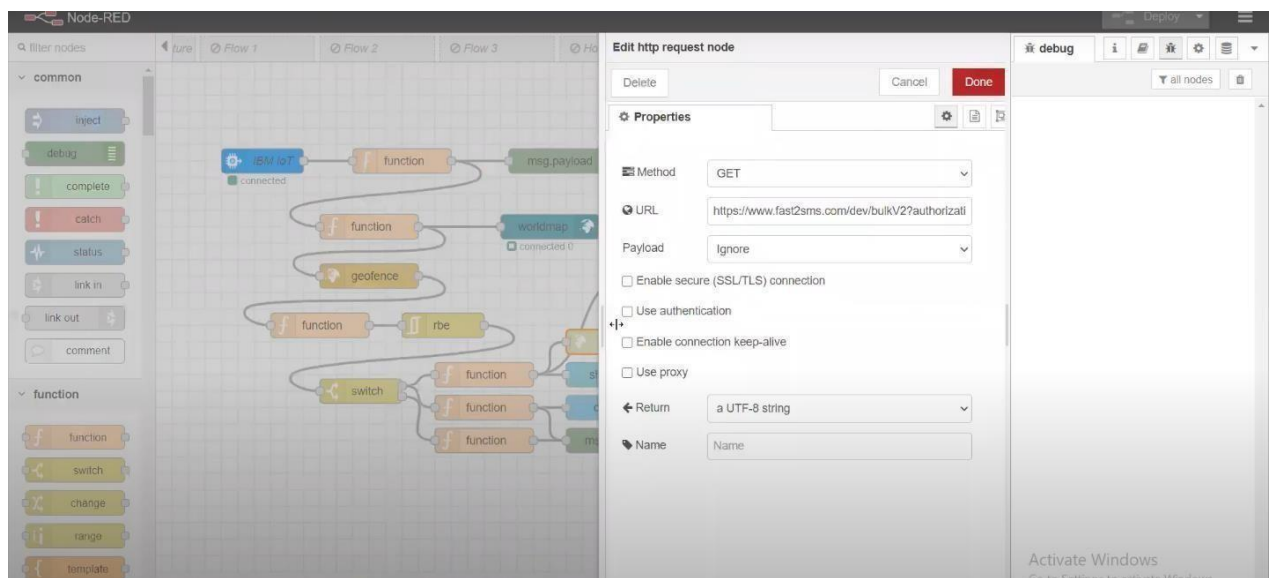 Node-RED
Deploy
filter nodes
ture
Flow 1
Flow 2
Flow 3
Ho
common
inject
debug
complete
catch
status
link in
link out
comment
function
function
switch
change
range
template
IBM IoT
connected
function
msg.payload
function
worldmap
connected 0
geofence
function
rbe
switch
function
function
function
Edit http request node
Delete
Cancel
Done
Properties
Method
GET
URL
https://www.fast2sms.com/dev/bulkV2?authorizati
Payload
Ignore
Enable secure (SSL/TLS) connection
Use authentication
Enable connection keep-alive
Use proxy
Return
a UTF-8 string
Name
Name
debug
i
all nodes
Activate Windows